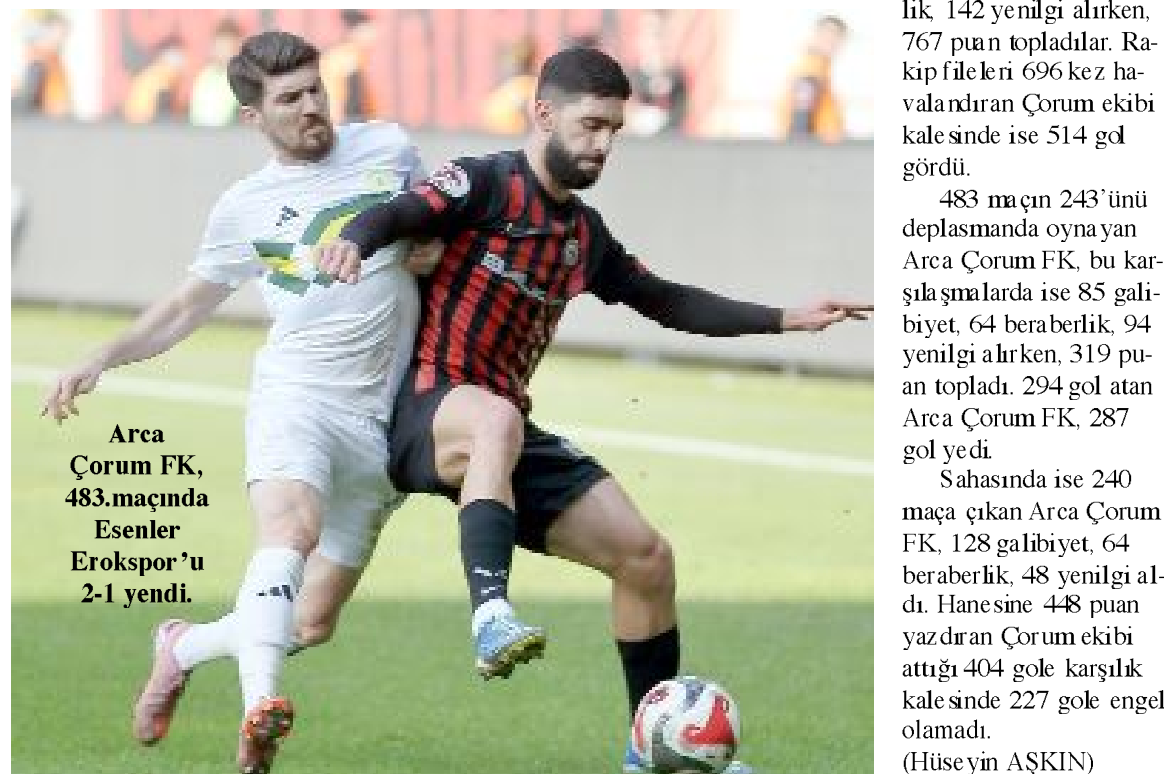 Arca
Çorum FK,
483.maçında
Esenler
Erokspor’u
2-1 yendi.
lik, 142 yenilgi alırken,
767 puan topladılar. Ra-
kip fileleri 696 kez ha-
valandıran Çorum ekibi
kalesinde ise 514 gol
gördü.
483 maçın 243’ünü
deplasmanda oynayan
Arca Çorum FK, bu kar-
şılaşmalarda ise 85 gali-
biyet, 64 beraberlik, 94
yenilgi alırken, 319 pu-
an topladı. 294 gol atan
Arca Çorum FK, 287
gol yedi.
Sahasında ise 240
maça çıkan Arca Çorum
FK, 128 galibiyet, 64
beraberlik, 48 yenilgi al-
dı. Hanesine 448 puan
yazdıran Çorum ekibi
attığı 404 gole karşılık
kalesinde 227 gole engel
olamadı.
(Hüseyin AŞKIN)